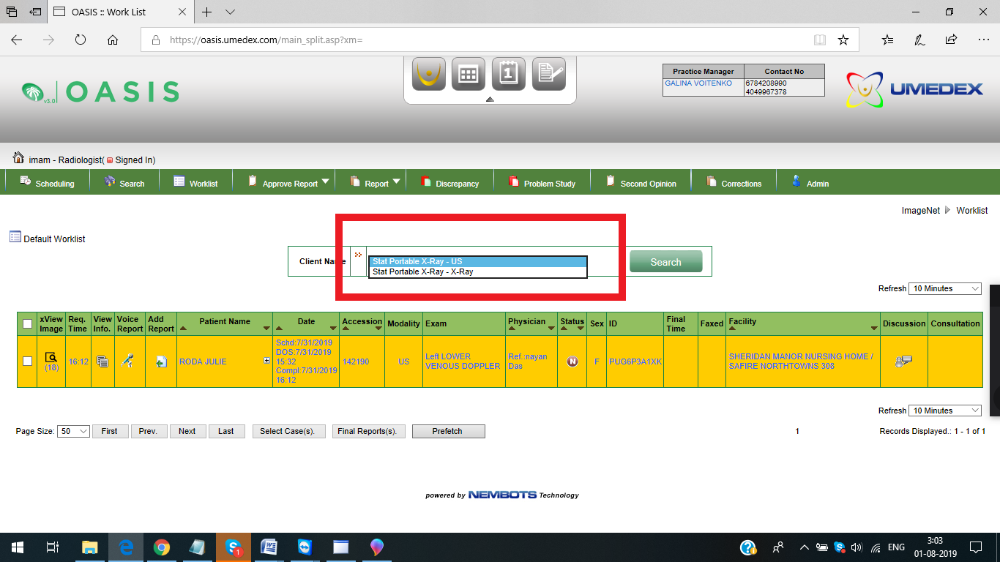 OASIS :: Work List
https://oasis.umedex.com/main_split.asp?xm=
v3.0 OASIS
1
Practice Manager Contact No
GALINA VOITENKO 6784208990
4049967378
UMEDEX
imam - Radiologist( Signed In)
Scheduling Search Worklist Approve Report Report Discrepancy Problem Study Second Opinion Corrections Admin
ImageNet Worklist
Default Worklist
Client Name
Stat Portable X-Ray - US
Stat Portable X-Ray - X-Ray
Search
Refresh 10 Minutes
xView Image Req. Time View Info. Voice Report Add Report Patient Name Date Accession Modality Exam Physician Status Sex ID Final Time Faxed Facility Discussion Consultation
(18) 16:12 RODA JULIE
Schd:7/31/2019
DOS:7/31/2019
15:32
Compl:7/31/2019
16:12
142190 US
Left LOWER
VENOUS DOPPLER
Ref.:nayan
Das
N F PUG6P3A1XK
SHERIDAN MANOR NURSING HOME /
SAFIRE NORTHTOWNS 308
Refresh 10 Minutes
Page Size: 50 First Prev. Next Last Select Case(s). Final Reports(s). Prefetch 1 Records Displayed.: 1 - 1 of 1
powered by NEMBOTS Technology
1
ENG
3:03
01-08-2019